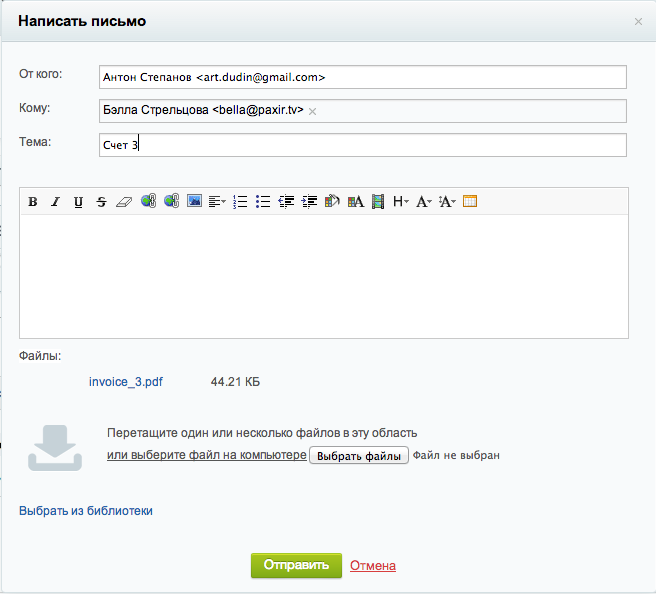 Написать письмо ×
От кого: Антон Степанов <art.dudin@gmail.com>
Кому: Бэлла Стрельцова <bella@paxir.tv> ×
Тема: Счет 3
B I U S H A A
Файлы:
invoice_3.pdf 44.21 КБ
Перетащите один или несколько файлов в эту область
или выберите файл на компьютере Выбрать файлы Файл не выбран
Выбрать из библиотеки
Отправить Отмена